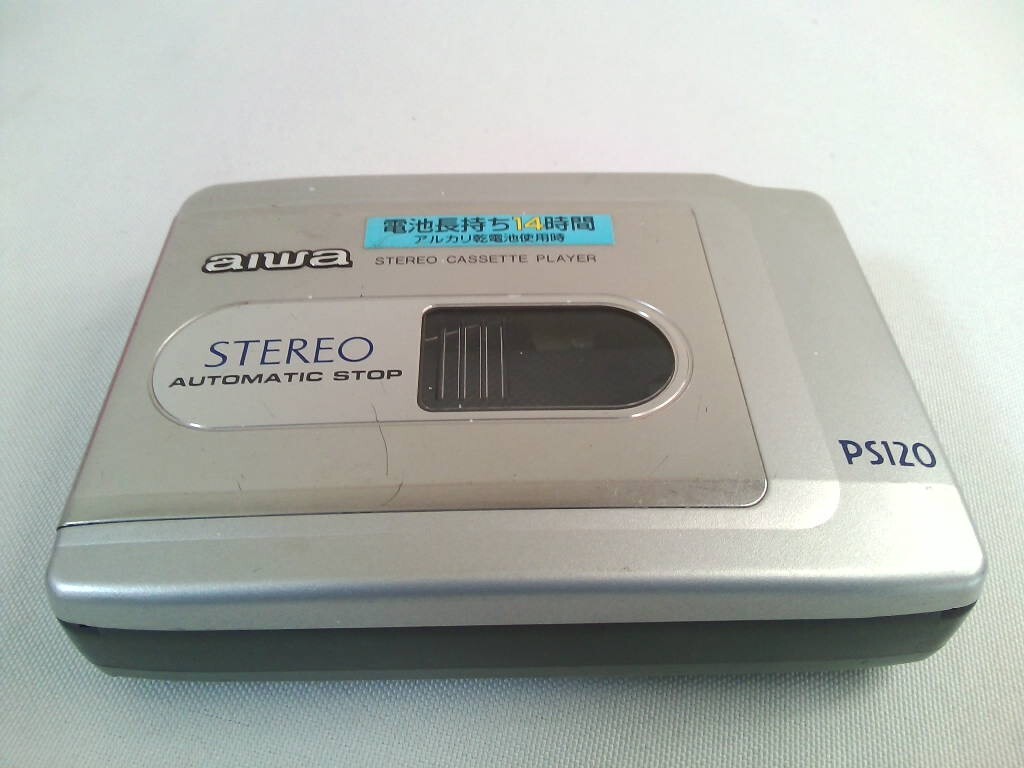 電池長持ち14時間
アルカリ乾電池使用時
aiwa
STEREO CASSETTE PLAYER
STEREO
AUTOMATIC STOP
PS120